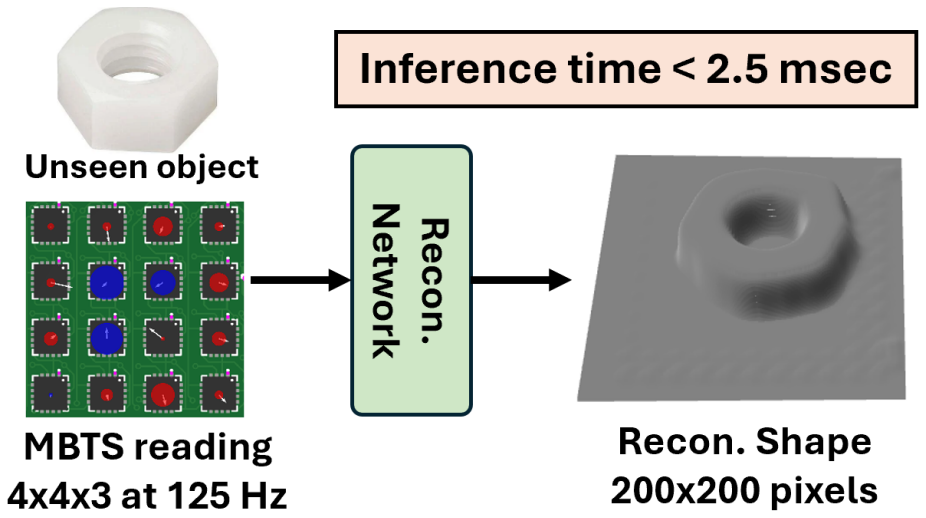 Inference time < 2.5 msec
Unseen object
Recon.
Network
MBTS reading
4x4x3 at 125 Hz
Recon. Shape
200x200 pixels